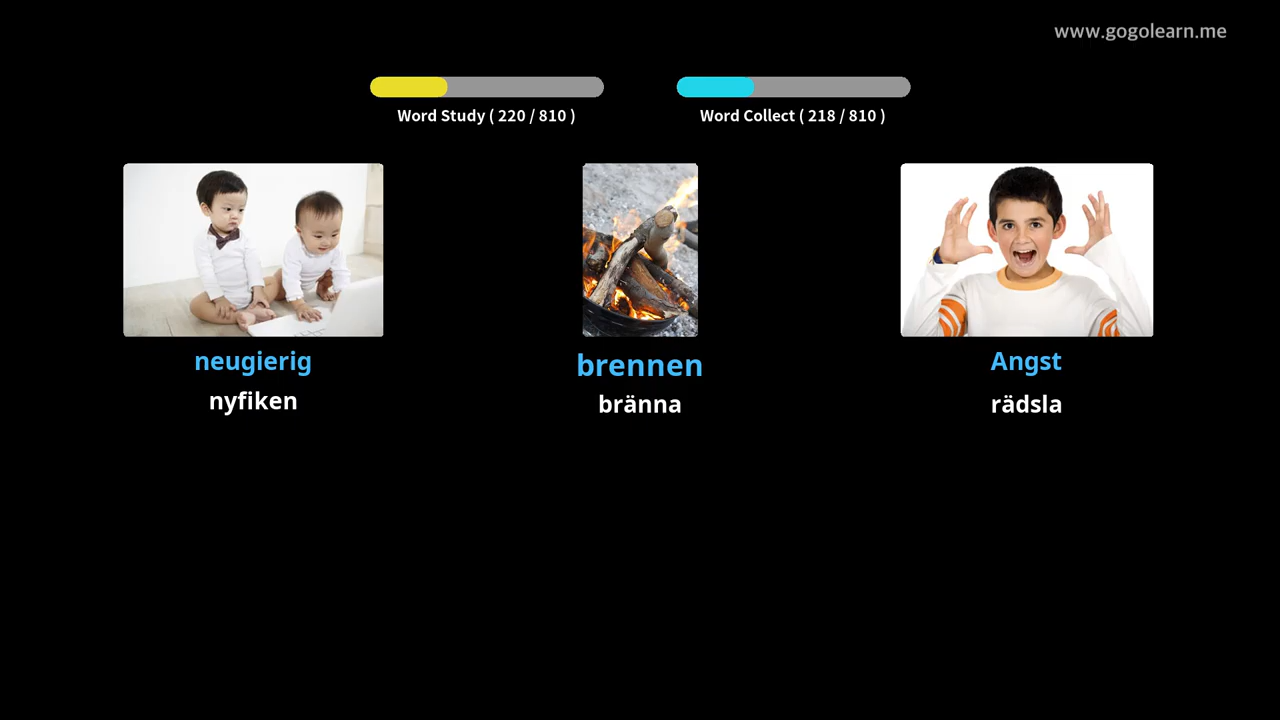 www.gogolearn.me
Word Study ( 220 / 810 )
Word Collect ( 218 / 810 )
neugierig
nyfiken
brennen
bränna
Angst
rädsla